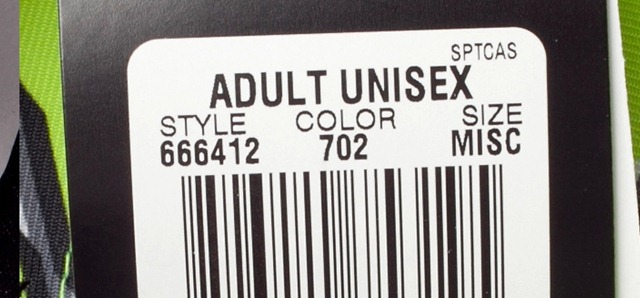 SPTCAS
ADULT UNISEX
STYLE COLOR SIZE
666412 702 MISC